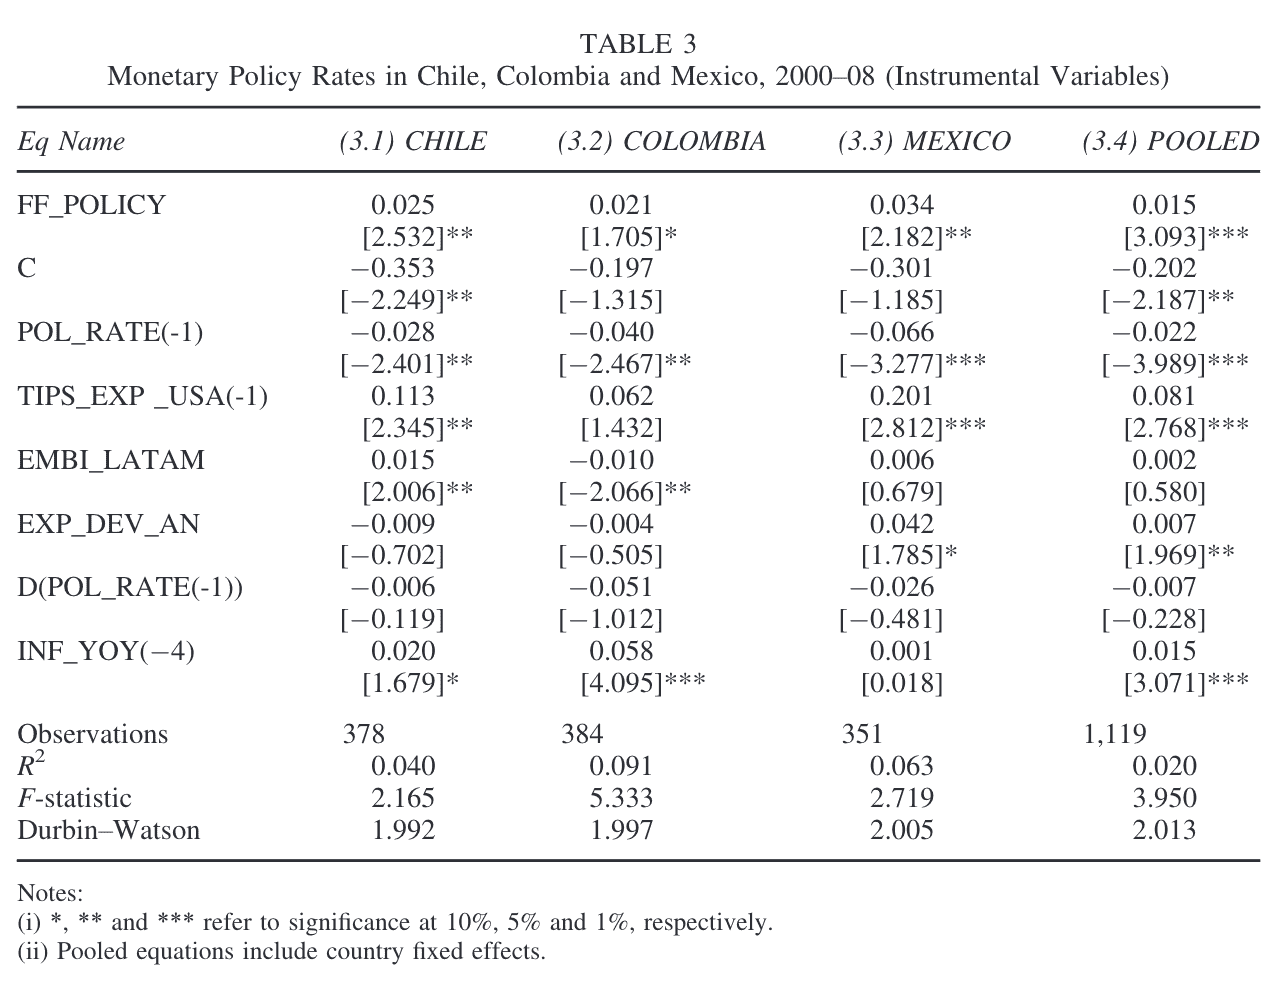 TABLE 3
Monetary Policy Rates in Chile, Colombia and Mexico, 2000–08 (Instrumental Variables)
Eq Name (3.1) CHILE (3.2) COLOMBIA (3.3) MEXICO (3.4) POOLED
FF_POLICY 0.025 0.021 0.034 0.015
[2.532]** [1.705]* [2.182]** [3.093]***
C −0.353 −0.197 −0.301 −0.202
[−2.249]** [−1.315] [−1.185] [−2.187]**
POL_RATE(-1) −0.028 −0.040 −0.066 −0.022
[−2.401]** [−2.467]** [−3.277]*** [−3.989]***
TIPS_EXP _USA(-1) 0.113 0.062 0.201 0.081
[2.345]** [1.432] [2.812]*** [2.768]***
EMBI_LATAM 0.015 −0.010 0.006 0.002
[2.006]** [−2.066]** [0.679] [0.580]
EXP_DEV_AN −0.009 −0.004 0.042 0.007
[−0.702] [−0.505] [1.785]* [1.969]**
D(POL_RATE(-1)) −0.006 −0.051 −0.026 −0.007
[−0.119] [−1.012] [−0.481] [−0.228]
INF_YOY(−4) 0.020 0.058 0.001 0.015
[1.679]* [4.095]*** [0.018] [3.071]***
Observations 378 384 351 1,119
R2 0.040 0.091 0.063 0.020
F-statistic 2.165 5.333 2.719 3.950
Durbin–Watson 1.992 1.997 2.005 2.013
Notes:
(i) *, ** and *** refer to significance at 10%, 5% and 1%, respectively.
(ii) Pooled equations include country fixed effects.